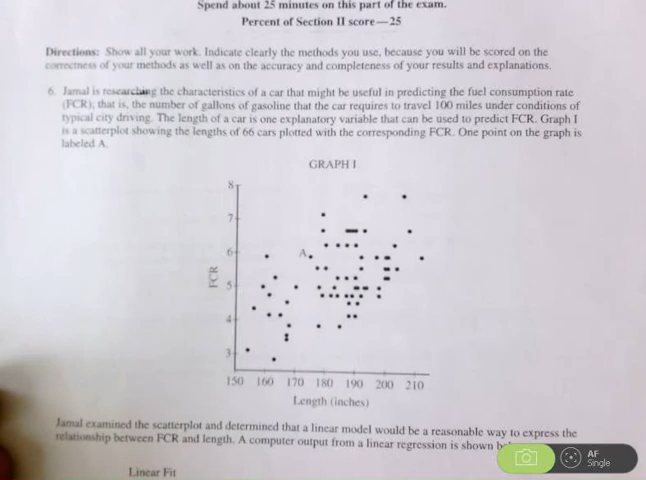 Spend about 25 minutes on this part of the exam.
Percent of Section II score—25
Directions: Show all your work. Indicate clearly the methods you use, because you will be scored on the
correctness of your methods as well as on the accuracy and completeness of your results and explanations.
6. Jamal is researching the characteristics of a car that might be useful in predicting the fuel consumption rate
(FCR); that is, the number of gallons of gasoline that the car requires to travel 100 miles under conditions of
typical city driving. The length of a car is one explanatory variable that can be used to predict FCR. Graph I
is a scatterplot showing the lengths of 66 cars plotted with the corresponding FCR. One point on the graph is
labeled A.
GRAPH I
8
7
6
A
FCR
5
4
3
150 160 170 180 190 200 210
Length (inches)
Jamal examined the scatterplot and determined that a linear model would be a reasonable way to express the
relationship between FCR and length. A computer output from a linear regression is shown
AF
Single
Linear Fit